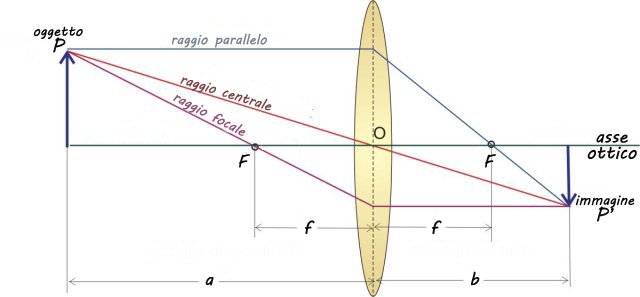 oggetto
P
raggio parallelo
raggio centrale
raggio focale
O
F
F
asse
ottico
immagine
P'
f
f
a
b